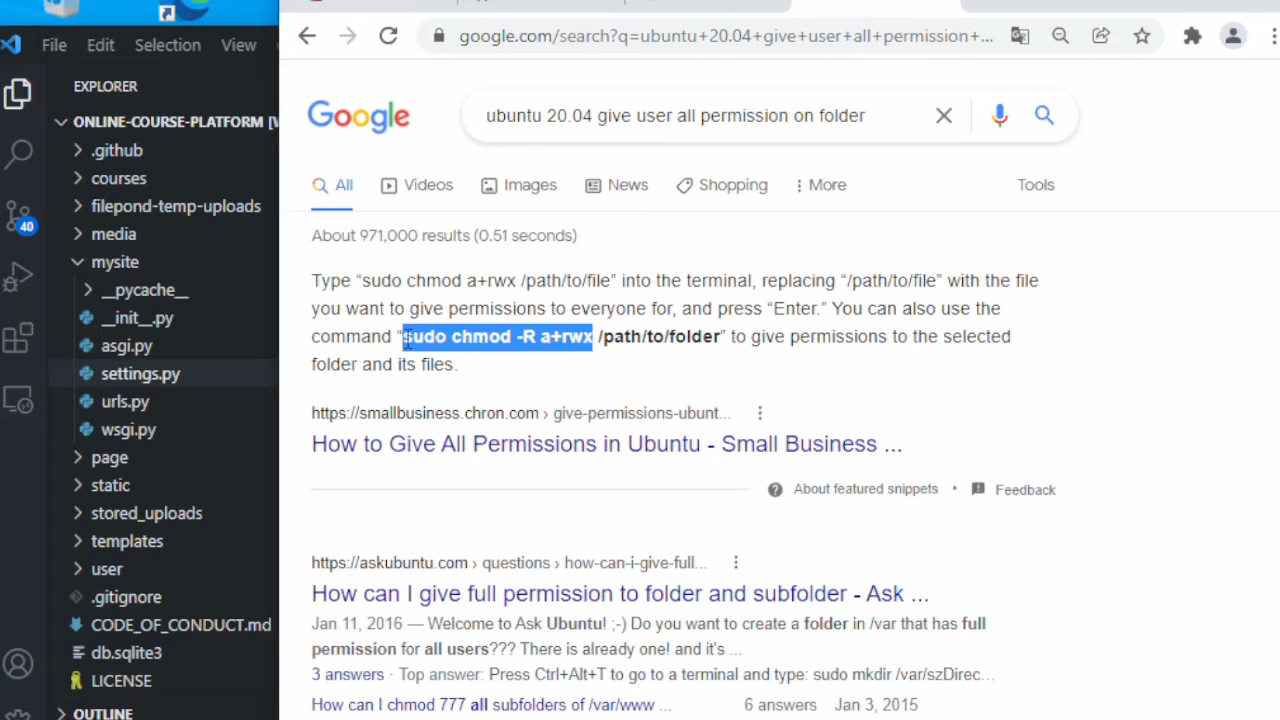 File Edit Selection View
EXPLORER
ONLINE-COURSE-PLATFORM [W
.github
courses
filepond-temp-uploads
media
mysite
__pycache__
__init__.py
asgi.py
settings.py
urls.py
wsgi.py
page
static
stored_uploads
templates
user
.gitignore
CODE_OF_CONDUCT.md
db.sqlite3
LICENSE
OUTLINE
40
google.com/search?q=ubuntu+20.04+give+user+all+permission+...
Google
ubuntu 20.04 give user all permission on folder
All Videos Images News Shopping More Tools
About 971,000 results (0.51 seconds)
Type “sudo chmod a+rwx /path/to/file” into the terminal, replacing “/path/to/file” with the file
you want to give permissions to everyone for, and press “Enter.” You can also use the
command “sudo chmod -R a+rwx /path/to/folder” to give permissions to the selected
folder and its files.
https://smallbusiness.chron.com › give-permissions-ubunt...
How to Give All Permissions in Ubuntu - Small Business ...
About featured snippets • Feedback
https://askubuntu.com › questions › how-can-i-give-full...
How can I give full permission to folder and subfolder - Ask ...
Jan 11, 2016 — Welcome to Ask Ubuntu! ;-) Do you want to create a folder in /var that has full
permission for all users??? There is already one! and it's ...
3 answers · Top answer: Press Ctrl+Alt+T to go to a terminal and type: sudo mkdir /var/szDirec...
How can I chmod 777 all subfolders of /var/www ... 6 answers Jan 3, 2015